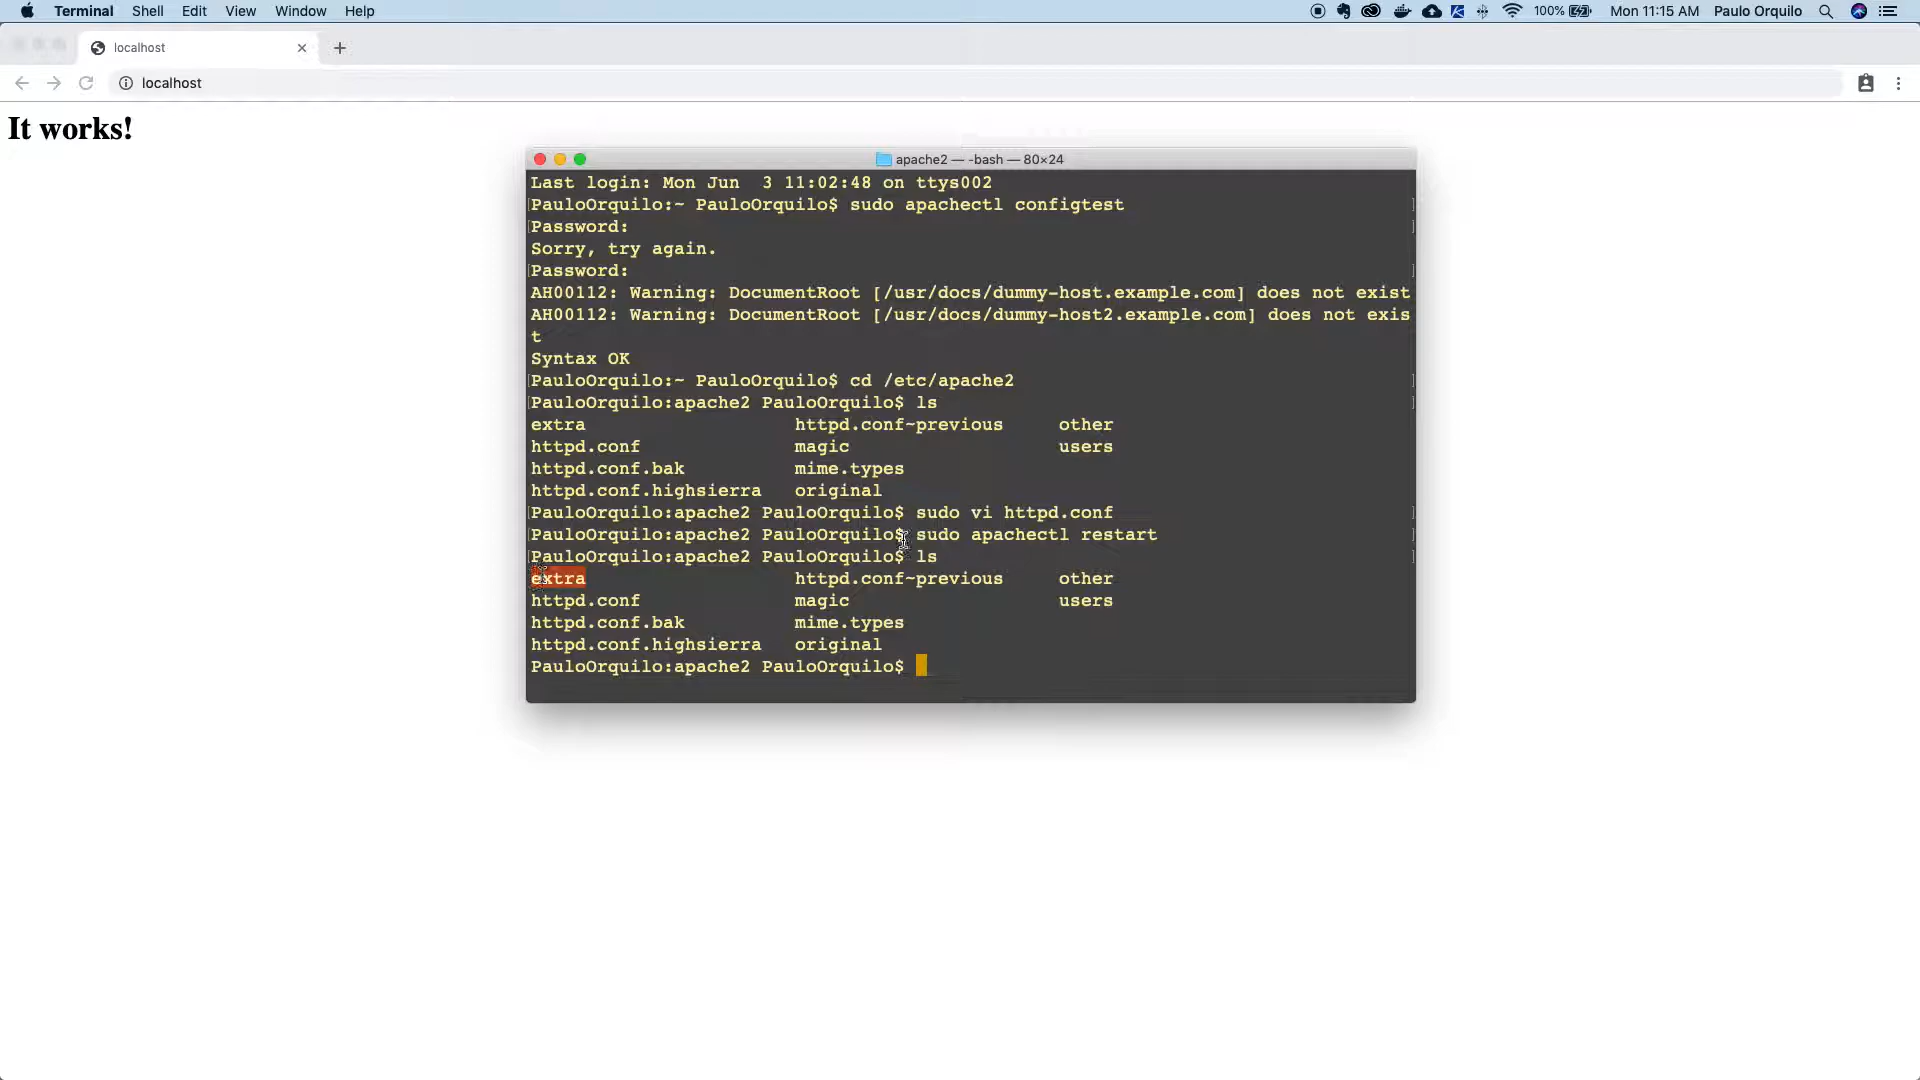 Terminal Shell Edit View Window Help 100% Mon 11:15 AM Paulo Orquilo
localhost
localhost
It works!
apache2 — -bash — 80×24
Last login: Mon Jun  3 11:02:48 on ttys002
PauloOrquilo:~ PauloOrquilo$ sudo apachectl configtest
Password:
Sorry, try again.
Password:
AH00112: Warning: DocumentRoot [/usr/docs/dummy-host.example.com] does not exist
AH00112: Warning: DocumentRoot [/usr/docs/dummy-host2.example.com] does not exis
t
Syntax OK
PauloOrquilo:~ PauloOrquilo$ cd /etc/apache2
PauloOrquilo:apache2 PauloOrquilo$ ls
extra httpd.conf~previous other
httpd.conf magic users
httpd.conf.bak mime.types
httpd.conf.highsierra original
PauloOrquilo:apache2 PauloOrquilo$ sudo vi httpd.conf
PauloOrquilo:apache2 PauloOrquilo$ sudo apachectl restart
PauloOrquilo:apache2 PauloOrquilo$ ls
extra httpd.conf~previous other
httpd.conf magic users
httpd.conf.bak mime.types
httpd.conf.highsierra original
PauloOrquilo:apache2 PauloOrquilo$